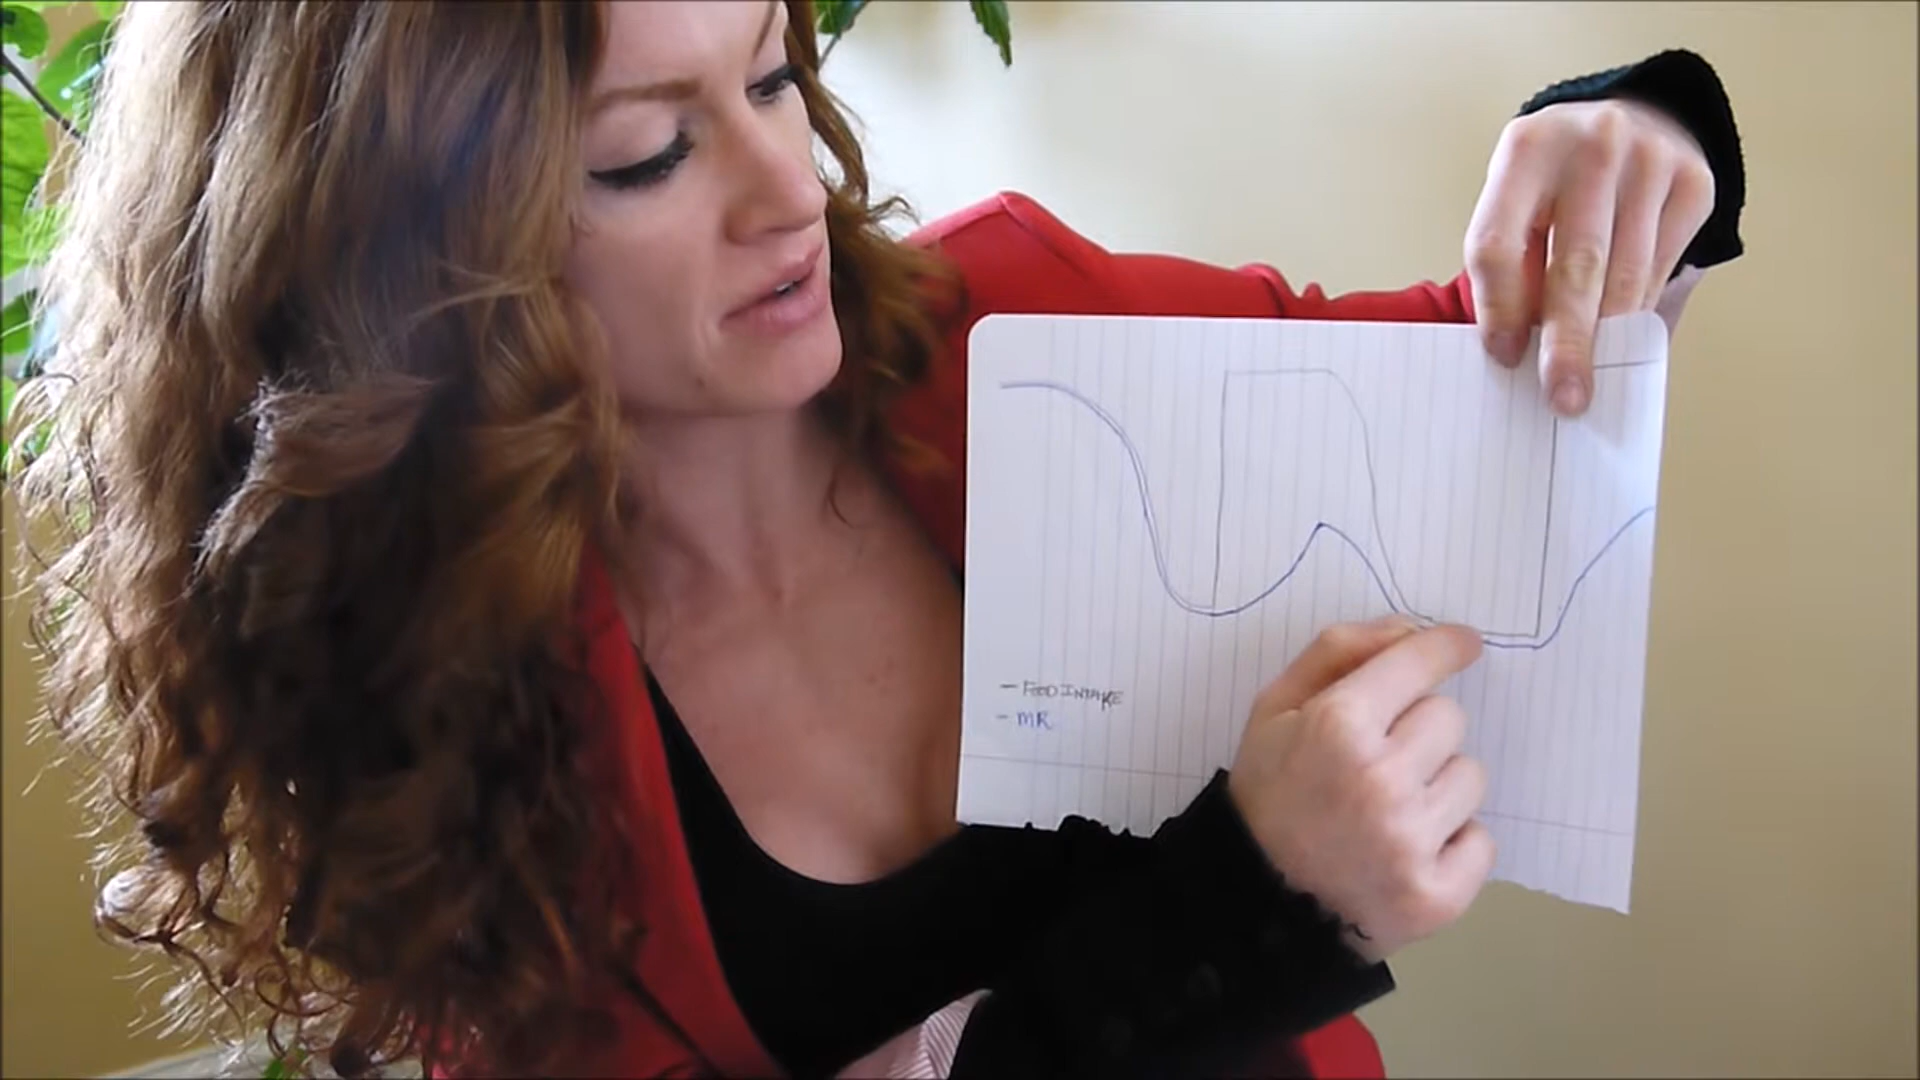 — FOOD INTAKE
— MR